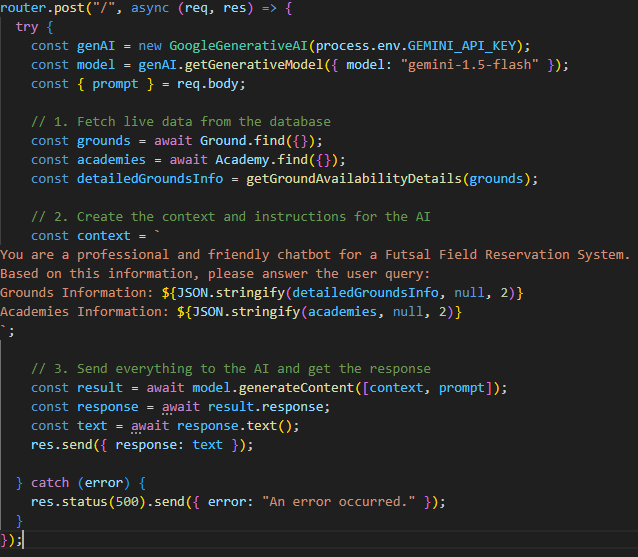 router.post("/", async (req, res) => {
  try {
    const genAI = new GoogleGenerativeAI(process.env.GEMINI_API_KEY);
    const model = genAI.getGenerativeModel({ model: "gemini-1.5-flash" });
    const { prompt } = req.body;

    // 1. Fetch live data from the database
    const grounds = await Ground.find({});
    const academies = await Academy.find({});
    const detailedGroundsInfo = getGroundAvailabilityDetails(grounds);

    // 2. Create the context and instructions for the AI
    const context = `
You are a professional and friendly chatbot for a Futsal Field Reservation System.
Based on this information, please answer the user query:
Grounds Information: ${JSON.stringify(detailedGroundsInfo, null, 2)}
Academies Information: ${JSON.stringify(academies, null, 2)}
`;

    // 3. Send everything to the AI and get the response
    const result = await model.generateContent([context, prompt]);
    const response = await result.response;
    const text = await response.text();
    res.send({ response: text });

  } catch (error) {
    res.status(500).send({ error: "An error occurred." });
  }
});